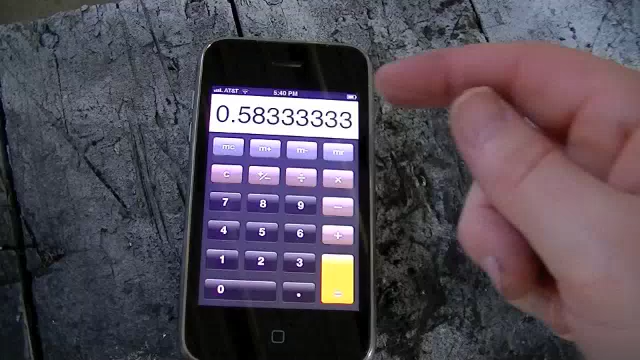 AT&T 5:40 PM
0.58333333
mc m+ m- mr
c +/- ÷ ×
7 8 9 −
4 5 6 +
1 2 3
0 . =